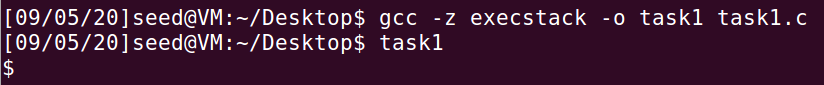 [09/05/20]seed@VM:~/Desktop$ gcc -z execstack -o task1 task1.c
[09/05/20]seed@VM:~/Desktop$ task1
$